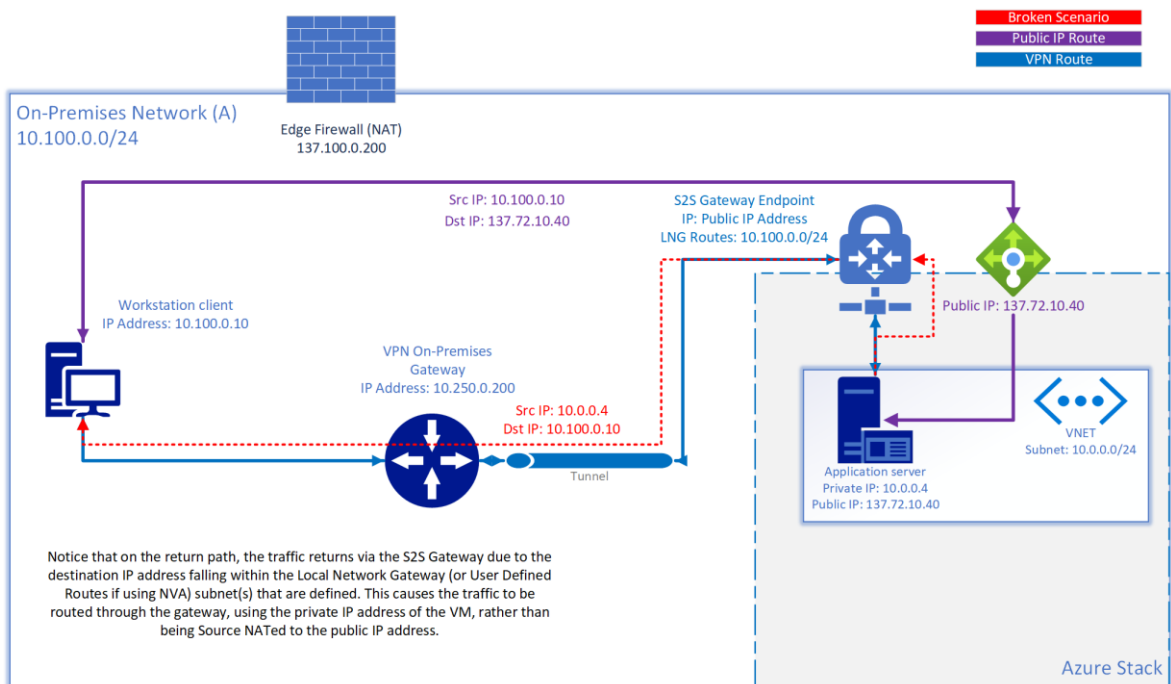 Broken Scenario
Public IP Route
VPN Route
On-Premises Network (A)
10.100.0.0/24
Edge Firewall (NAT)
137.100.0.200
Src IP: 10.100.0.10
Dst IP: 137.72.10.40
S2S Gateway Endpoint
IP: Public IP Address
LNG Routes: 10.100.0.0/24
Workstation client
IP Address: 10.100.0.10
Public IP: 137.72.10.40
VPN On-Premises
Gateway
IP Address: 10.250.0.200
Src IP: 10.0.0.4
Dst IP: 10.100.0.10
Tunnel
VNET
Subnet: 10.0.0.0/24
Application server
Private IP: 10.0.0.4
Public IP: 137.72.10.40
Notice that on the return path, the traffic returns via the S2S Gateway due to the
destination IP address falling within the Local Network Gateway (or User Defined
Routes if using NVA) subnet(s) that are defined. This causes the traffic to be
routed through the gateway, using the private IP address of the VM, rather than
being Source NATed to the public IP address.
Azure Stack